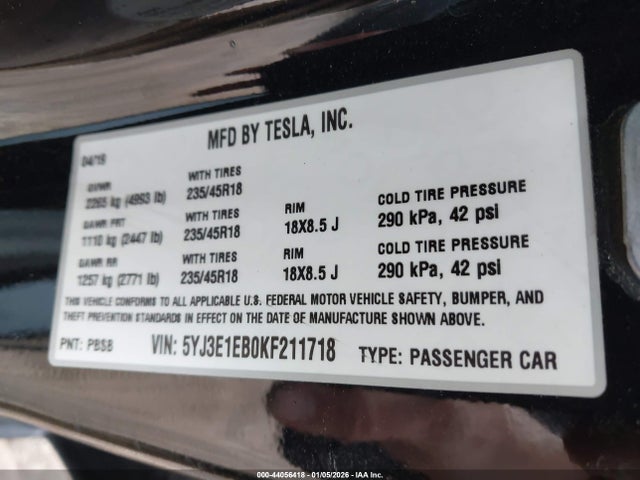 MFD BY TESLA, INC.
04/19
GVWR WITH TIRES
2265 kg (4993 lb) 235/45R18
GAWR FRT WITH TIRES RIM COLD TIRE PRESSURE
1110 kg (2447 lb) 235/45R18 18X8.5 J 290 kPa, 42 psi
GAWR RR WITH TIRES RIM COLD TIRE PRESSURE
1257 kg (2771 lb) 235/45R18 18X8.5 J 290 kPa, 42 psi
THIS VEHICLE CONFORMS TO ALL APPLICABLE U.S. FEDERAL MOTOR VEHICLE SAFETY, BUMPER, AND
THEFT PREVENTION STANDARDS IN EFFECT ON THE DATE OF MANUFACTURE SHOWN ABOVE.
PNT: PBSB VIN: 5YJ3E1EB0KF211718 TYPE: PASSENGER CAR
000-44056418 - 01/05/2026 - IAA Inc.